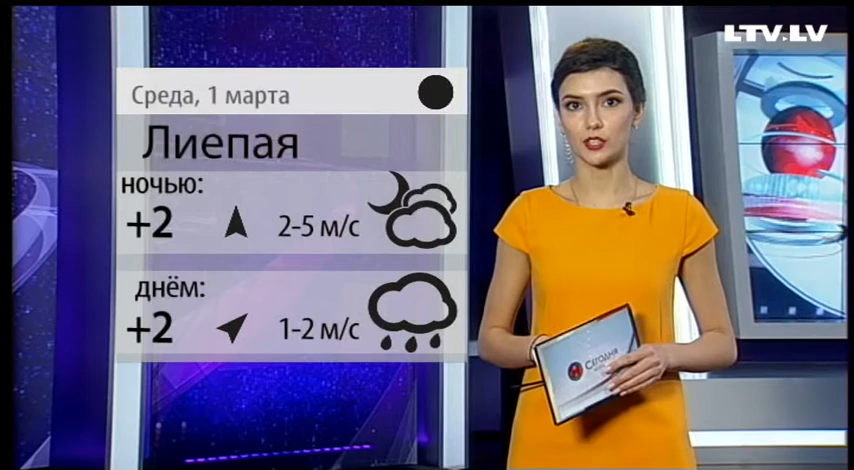 LTV.LV
Среда, 1 марта
Лиепая
ночью:
+2
2-5 м/с
днём:
+2
1-2 м/с
СЕГОДНЯ